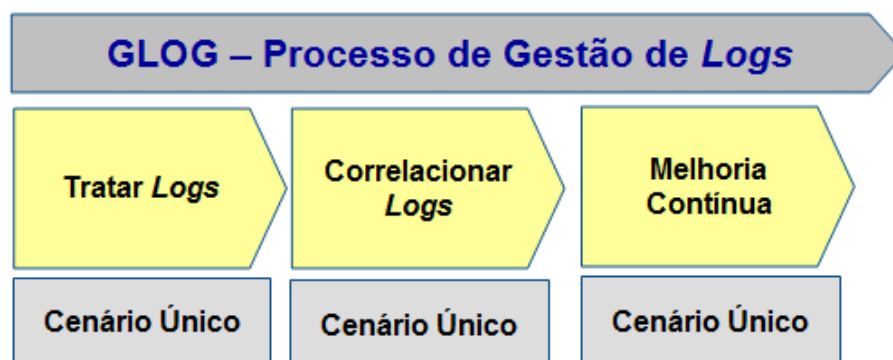 GLOG – Processo de Gestão de Logs
Tratar Logs
Correlacionar
Logs
Melhoria
Contínua
Cenário Único
Cenário Único
Cenário Único